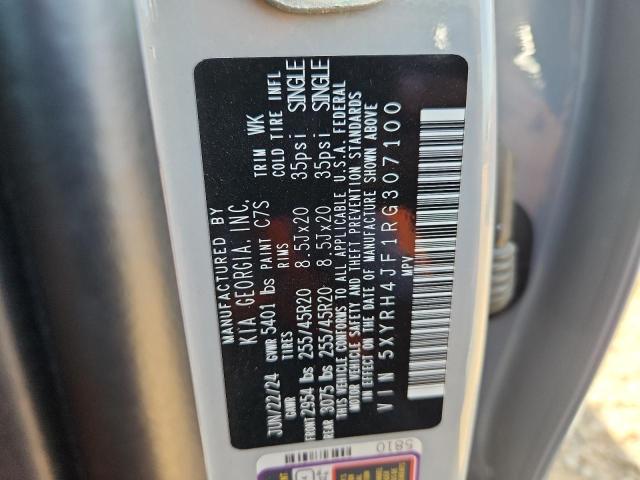 MANUFACTURED BY
KIA GEORGIA, INC.
JUN/22/24 GVWR 5401 lbs PAINT C7S TRIM WK
GAWR TIRES RIMS COLD TIRE INFL
FRONT 2954 lbs 255/45R20 8.5Jx20 35psi SINGLE
REAR 3075 lbs 255/45R20 8.5Jx20 35psi SINGLE
THIS VEHICLE CONFORMS TO ALL APPLICABLE U.S.A. FEDERAL
MOTOR VEHICLE SAFETY AND THEFT PREVENTION STANDARDS
IN EFFECT ON THE DATE OF MANUFACTURE SHOWN ABOVE
VIN 5XYRH4JF1RG307100
MPV
5810